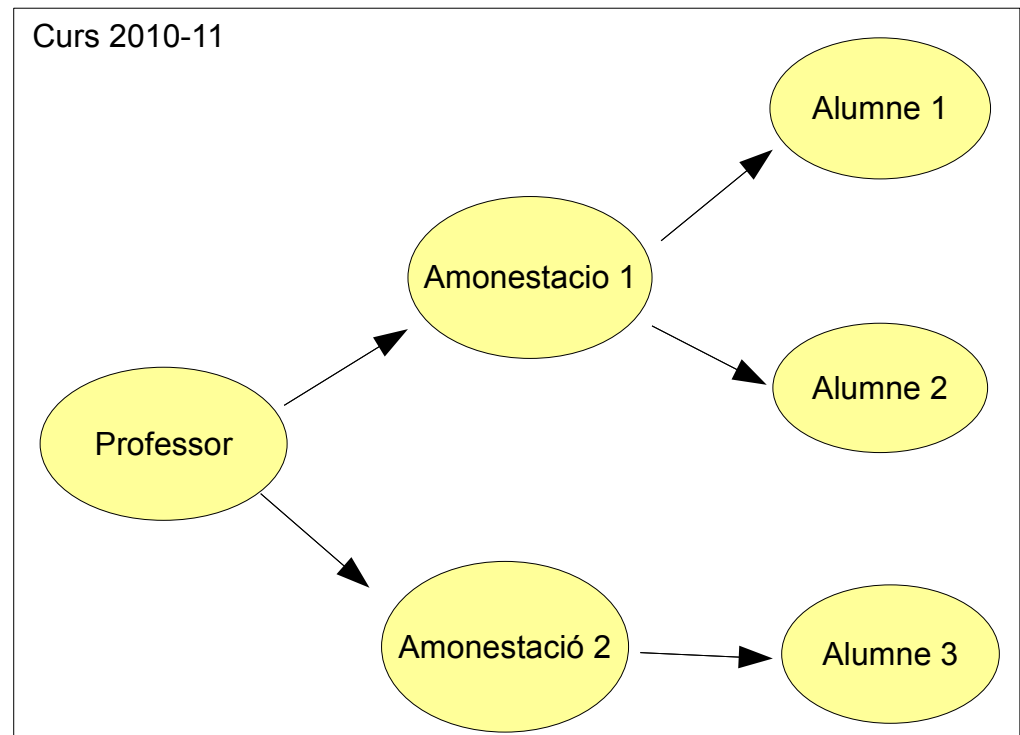 Curs 2010-11
Alumne 1
Amonestacio 1
Alumne 2
Professor
Amonestació 2
Alumne 3